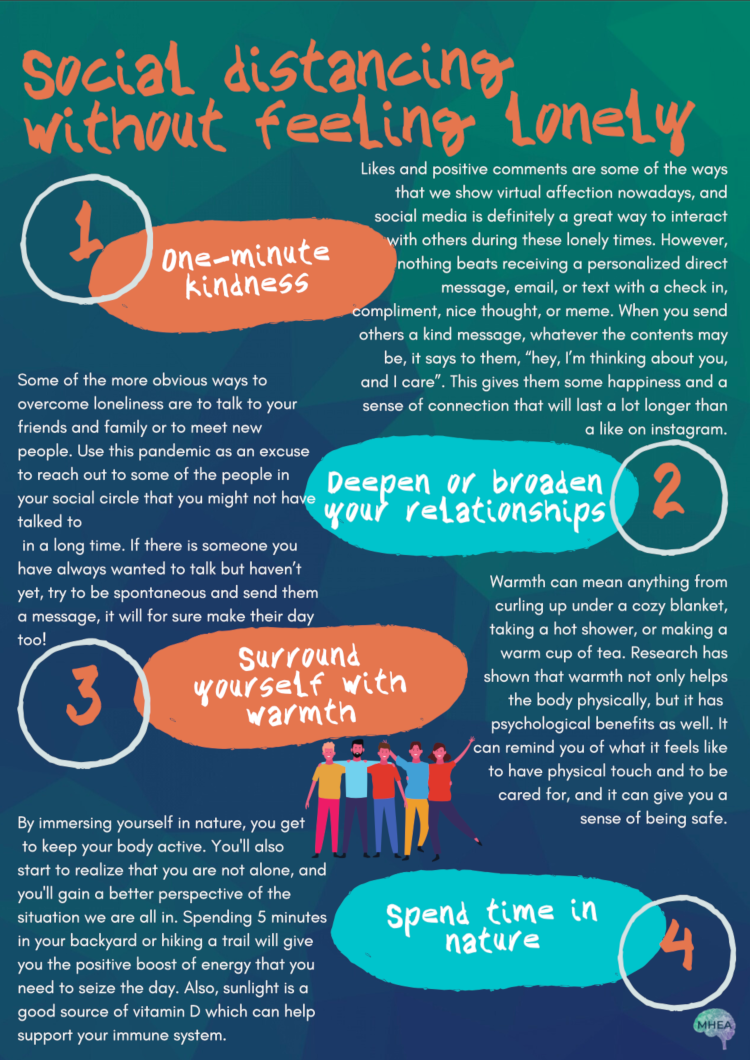 Social distancing
without feeling lonely
1
One-minute
kindness
Likes and positive comments are some of the ways
that we show virtual affection nowadays, and
social media is definitely a great way to interact
with others during these lonely times. However,
nothing beats receiving a personalized direct
message, email, or text with a check in,
compliment, nice thought, or meme. When you send
others a kind message, whatever the contents may
be, it says to them, “hey, I’m thinking about you,
and I care”. This gives them some happiness and a
sense of connection that will last a lot longer than
a like on instagram.
2
Deepen or broaden
your relationships
Some of the more obvious ways to
overcome loneliness are to talk to your
friends and family or to meet new
people. Use this pandemic as an excuse
to reach out to some of the people in
your social circle that you might not have
talked to
in a long time. If there is someone you
have always wanted to talk but haven’t
yet, try to be spontaneous and send them
a message, it will for sure make their day
too!
3
Surround
yourself with
warmth
Warmth can mean anything from
curling up under a cozy blanket,
taking a hot shower, or making a
warm cup of tea. Research has
shown that warmth not only helps
the body physically, but it has
psychological benefits as well. It
can remind you of what it feels like
to have physical touch and to be
cared for, and it can give you a
sense of being safe.
4
Spend time in
nature
By immersing yourself in nature, you get
to keep your body active. You'll also
start to realize that you are not alone, and
you'll gain a better perspective of the
situation we are all in. Spending 5 minutes
in your backyard or hiking a trail will give
you the positive boost of energy that you
need to seize the day. Also, sunlight is a
good source of vitamin D which can help
support your immune system.
MHEA